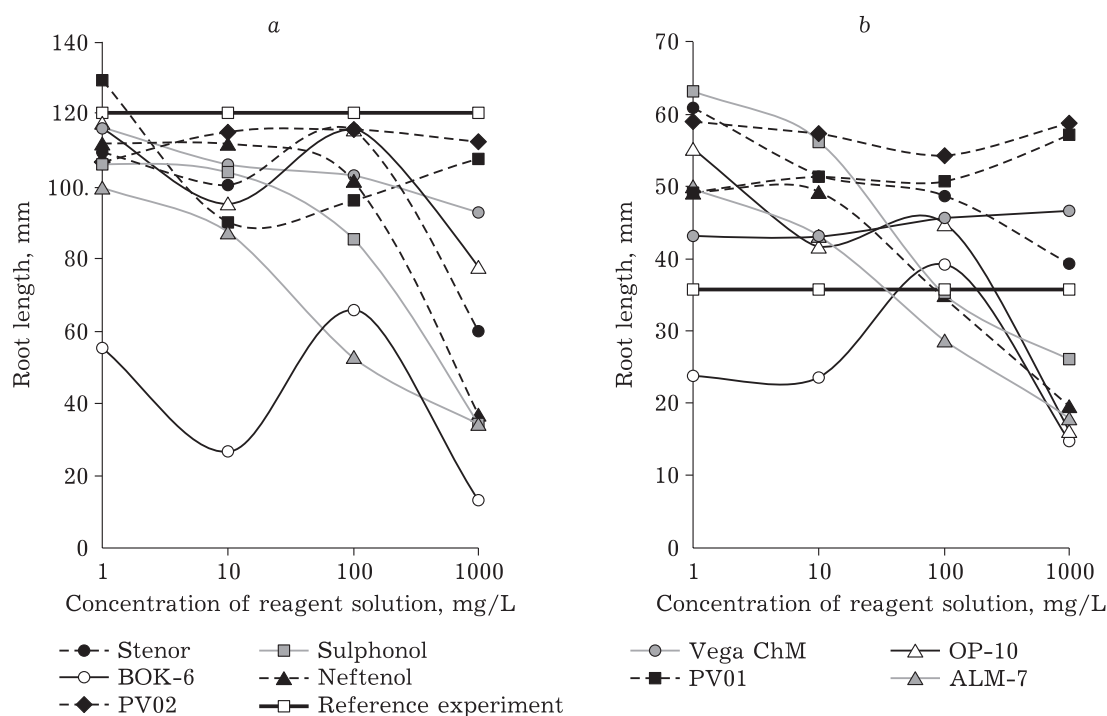 a
b
Root length, mm
140
120
100.
80
60
40
20
0
1 10 100 1000
Concentration of reagent solution, mg/L
Root length, mm
70
60
50
40
30
20
10
0
1 10 100 1000
Concentration of reagent solution, mg/L
Stenor
BOK-6
PV02
Sulphonol
Neftenol
Reference experiment
Vega ChM
PV01
OP-10
ALM-7